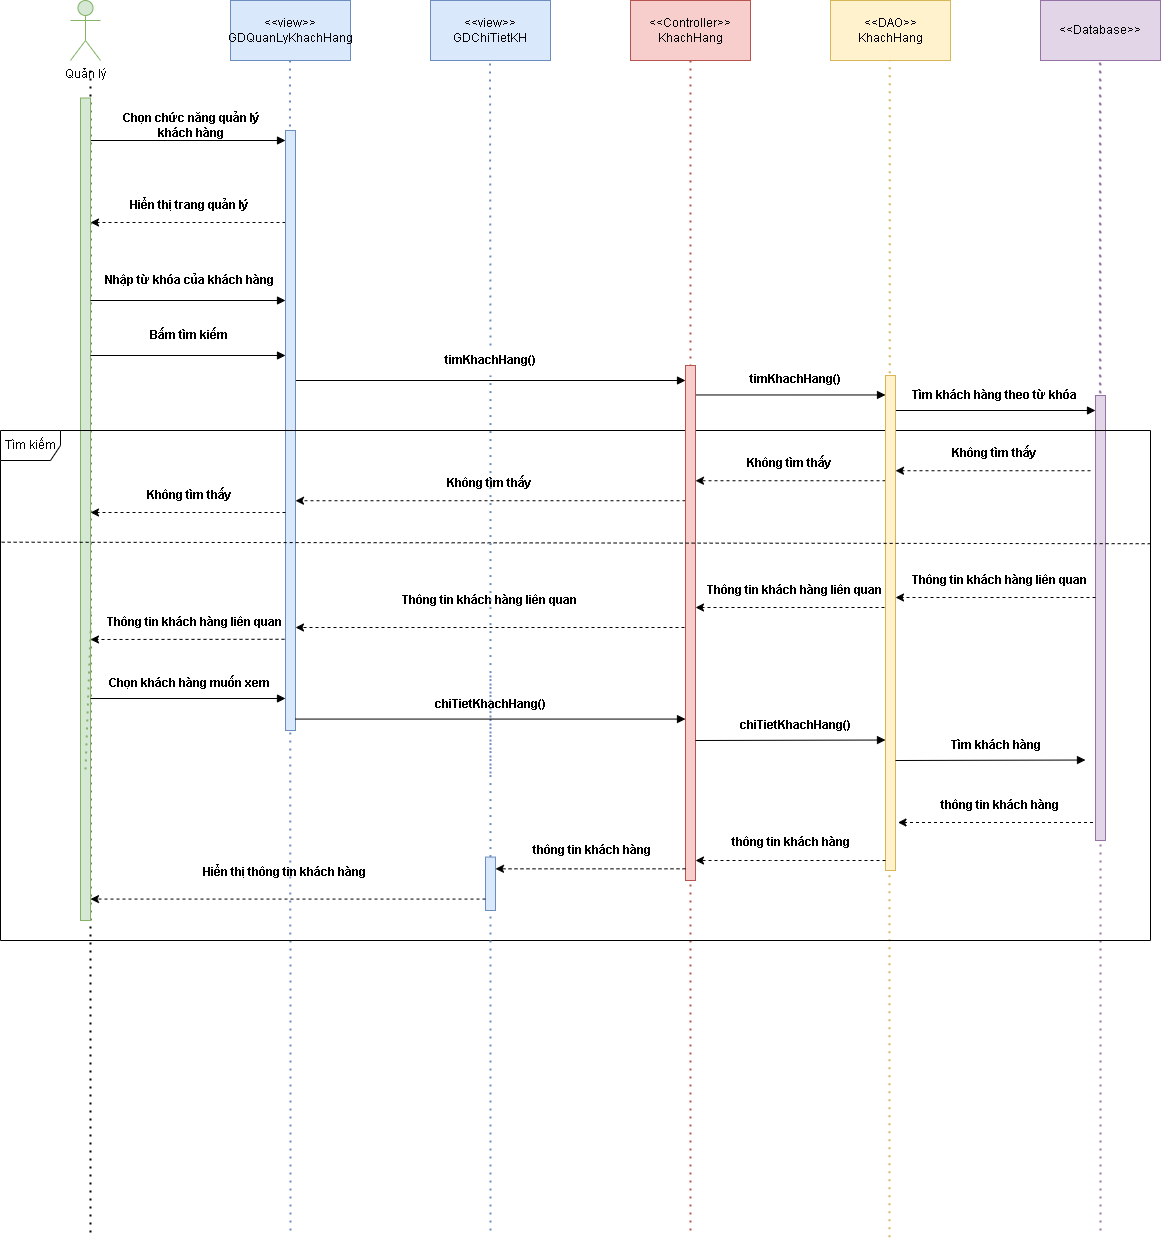 <<view>>
GDQuanLyKhachHang
<<view>>
GDChiTietKH
<<Controller>>
KhachHang
<<DAO>>
KhachHang
<<Database>>
Quản lý
Chọn chức năng quản lý
khách hàng
Hiển thị trang quản lý
Nhập từ khóa của khách hàng
Bấm tìm kiếm
timKhachHang()
timKhachHang()
Tìm khách hàng theo từ khóa
Tìm kiếm
Không tìm thấy
Không tìm thấy
Không tìm thấy
Không tìm thấy
Thông tin khách hàng liên quan
Thông tin khách hàng liên quan
Thông tin khách hàng liên quan
Thông tin khách hàng liên quan
Chọn khách hàng muốn xem
chiTietKhachHang()
chiTietKhachHang()
Tìm khách hàng
thông tin khách hàng
thông tin khách hàng
thông tin khách hàng
Hiển thị thông tin khách hàng